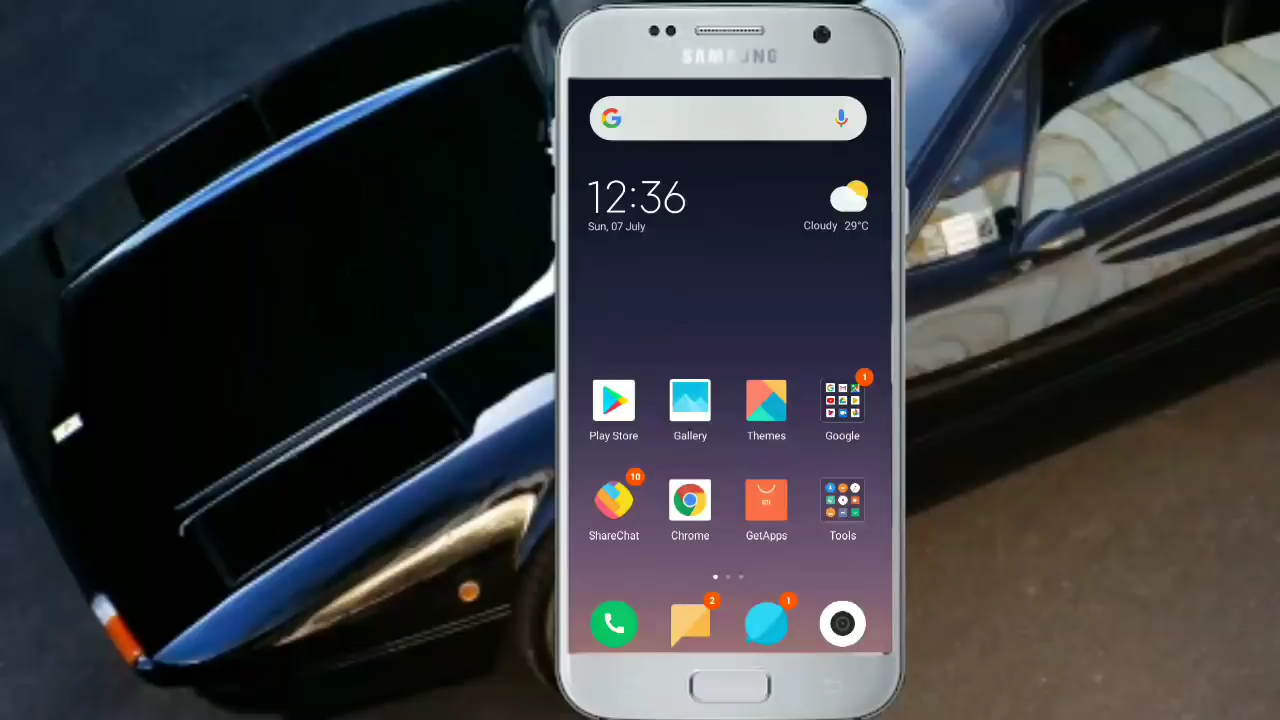 SAMSUNG
12:36
Sun, 07 July
Cloudy 29°C
1
Play Store
Gallery
Themes
Google
10
ShareChat
Chrome
GetApps
Tools
2
1